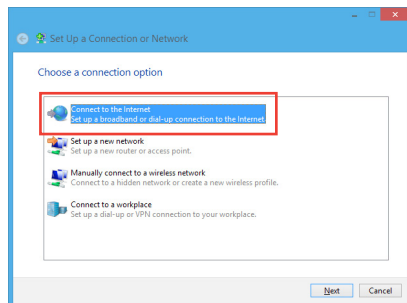 Set Up a Connection or Network
Choose a connection option
Connect to the Internet
Set up a broadband or dial-up connection to the Internet.
Set up a new network
Set up a new router or access point.
Manually connect to a wireless network
Connect to a hidden network or create a new wireless profile.
Connect to a workplace
Set up a dial-up or VPN connection to your workplace.
Next Cancel